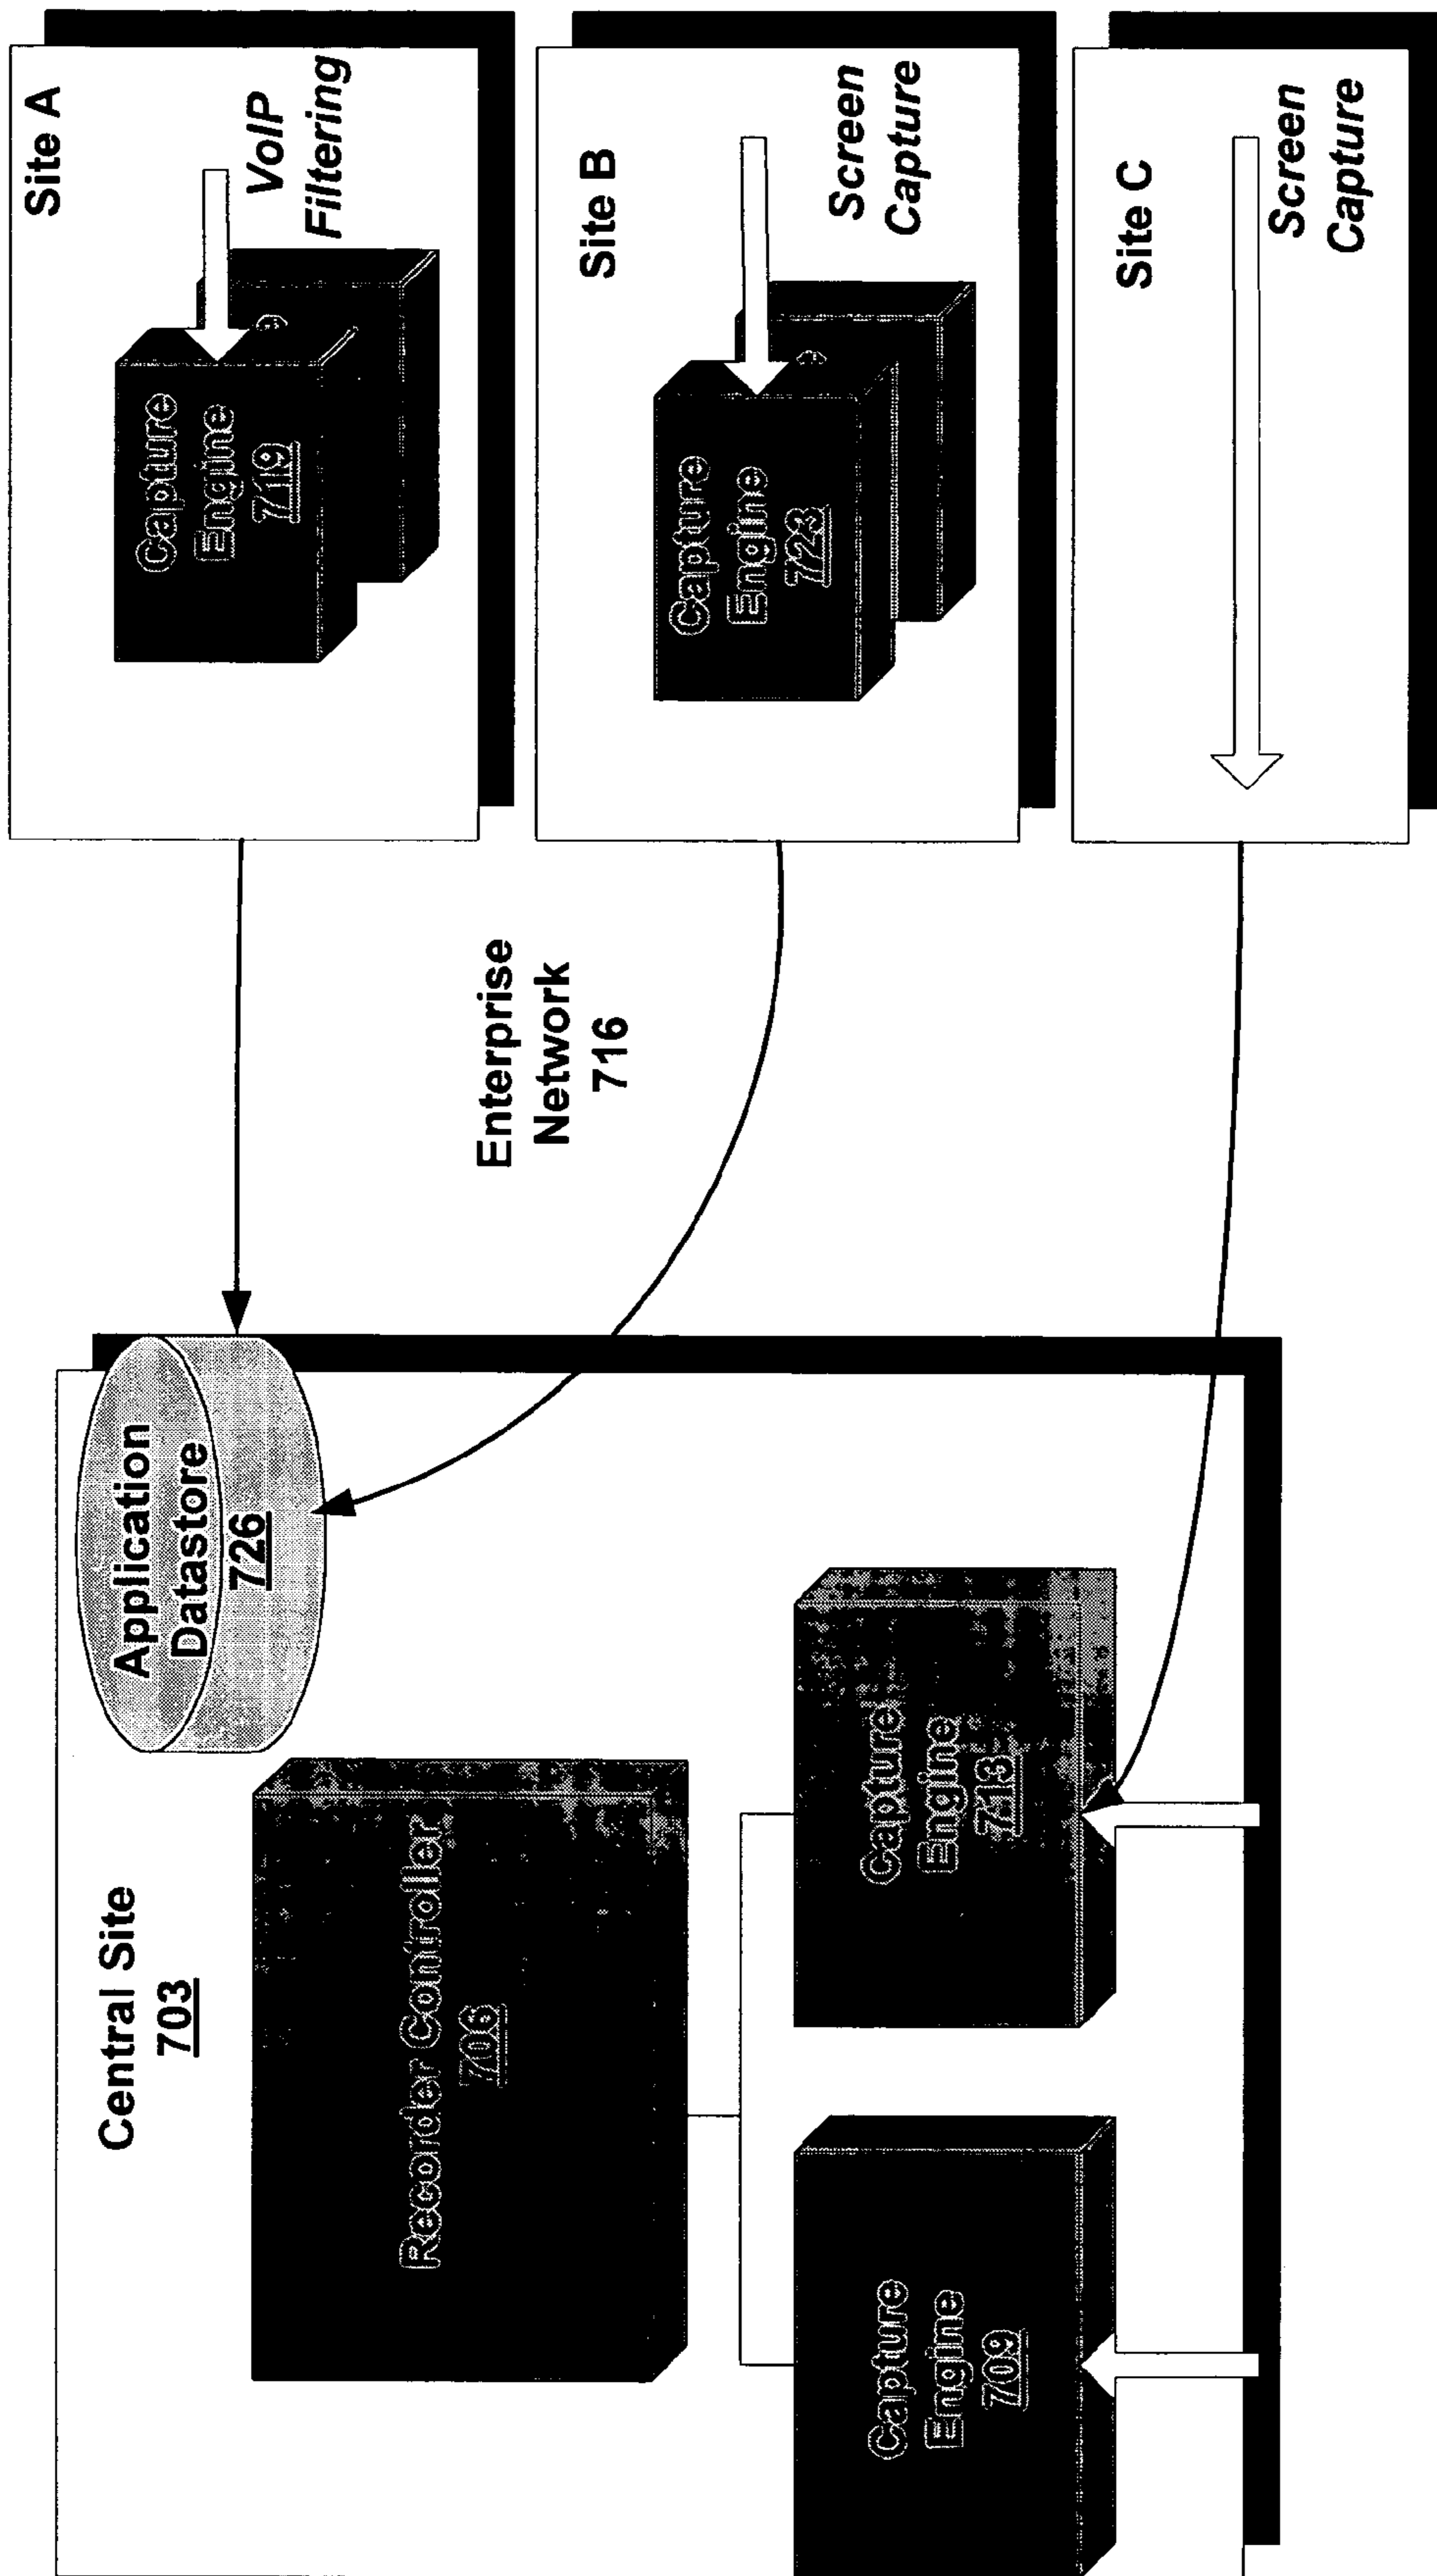 Central Site
703
Recorder Controller
706
Capture
Engine
709
Capture
Engine
713
Application
Datastore
726
Enterprise
Network
716
Site A
Capture
Engine
719
VoIP
Filtering
Site B
Capture
Engine
723
Screen
Capture
Site C
Screen
Capture